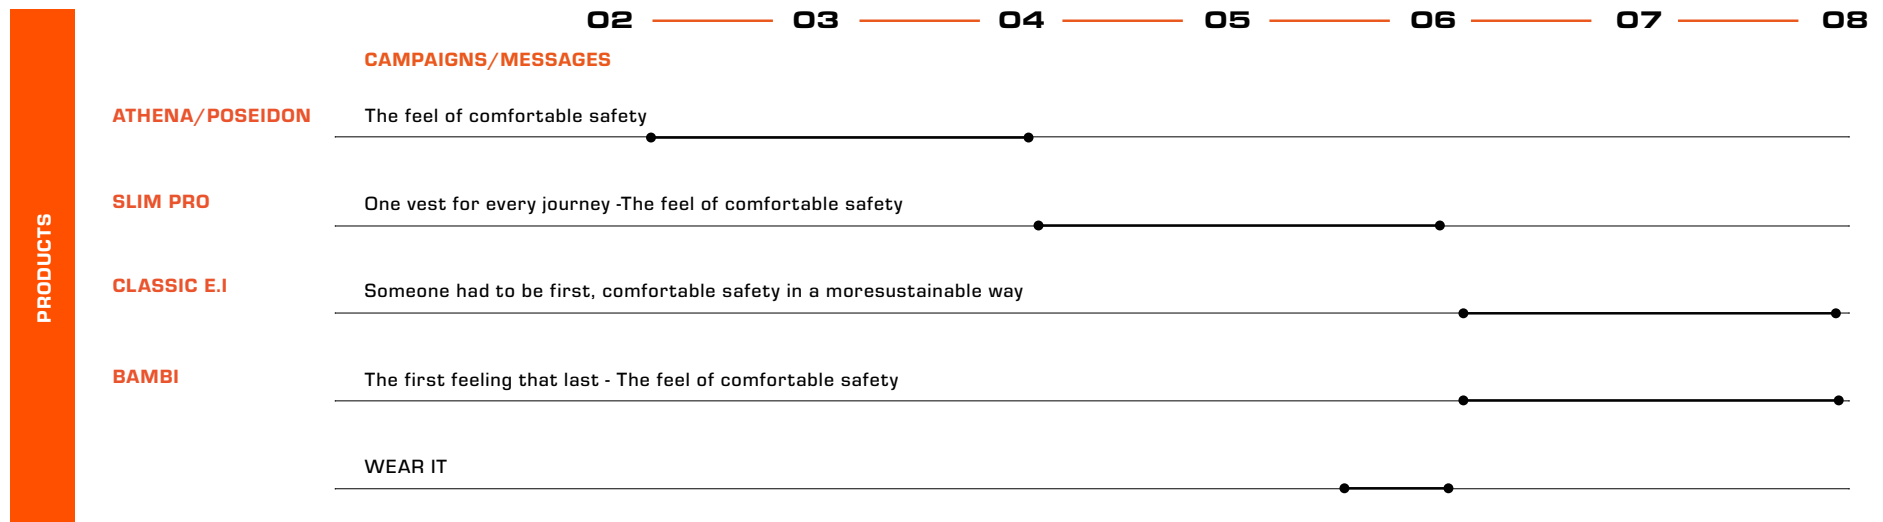 02 03 04 05 06 07 08
CAMPAIGNS/MESSAGES
ATHENA/POSEIDON The feel of comfortable safety
SLIM PRO One vest for every journey -The feel of comfortable safety
CLASSIC E.I Someone had to be first, comfortable safety in a moresustainable way
BAMBI The first feeling that last - The feel of comfortable safety
WEAR IT
PRODUCTS